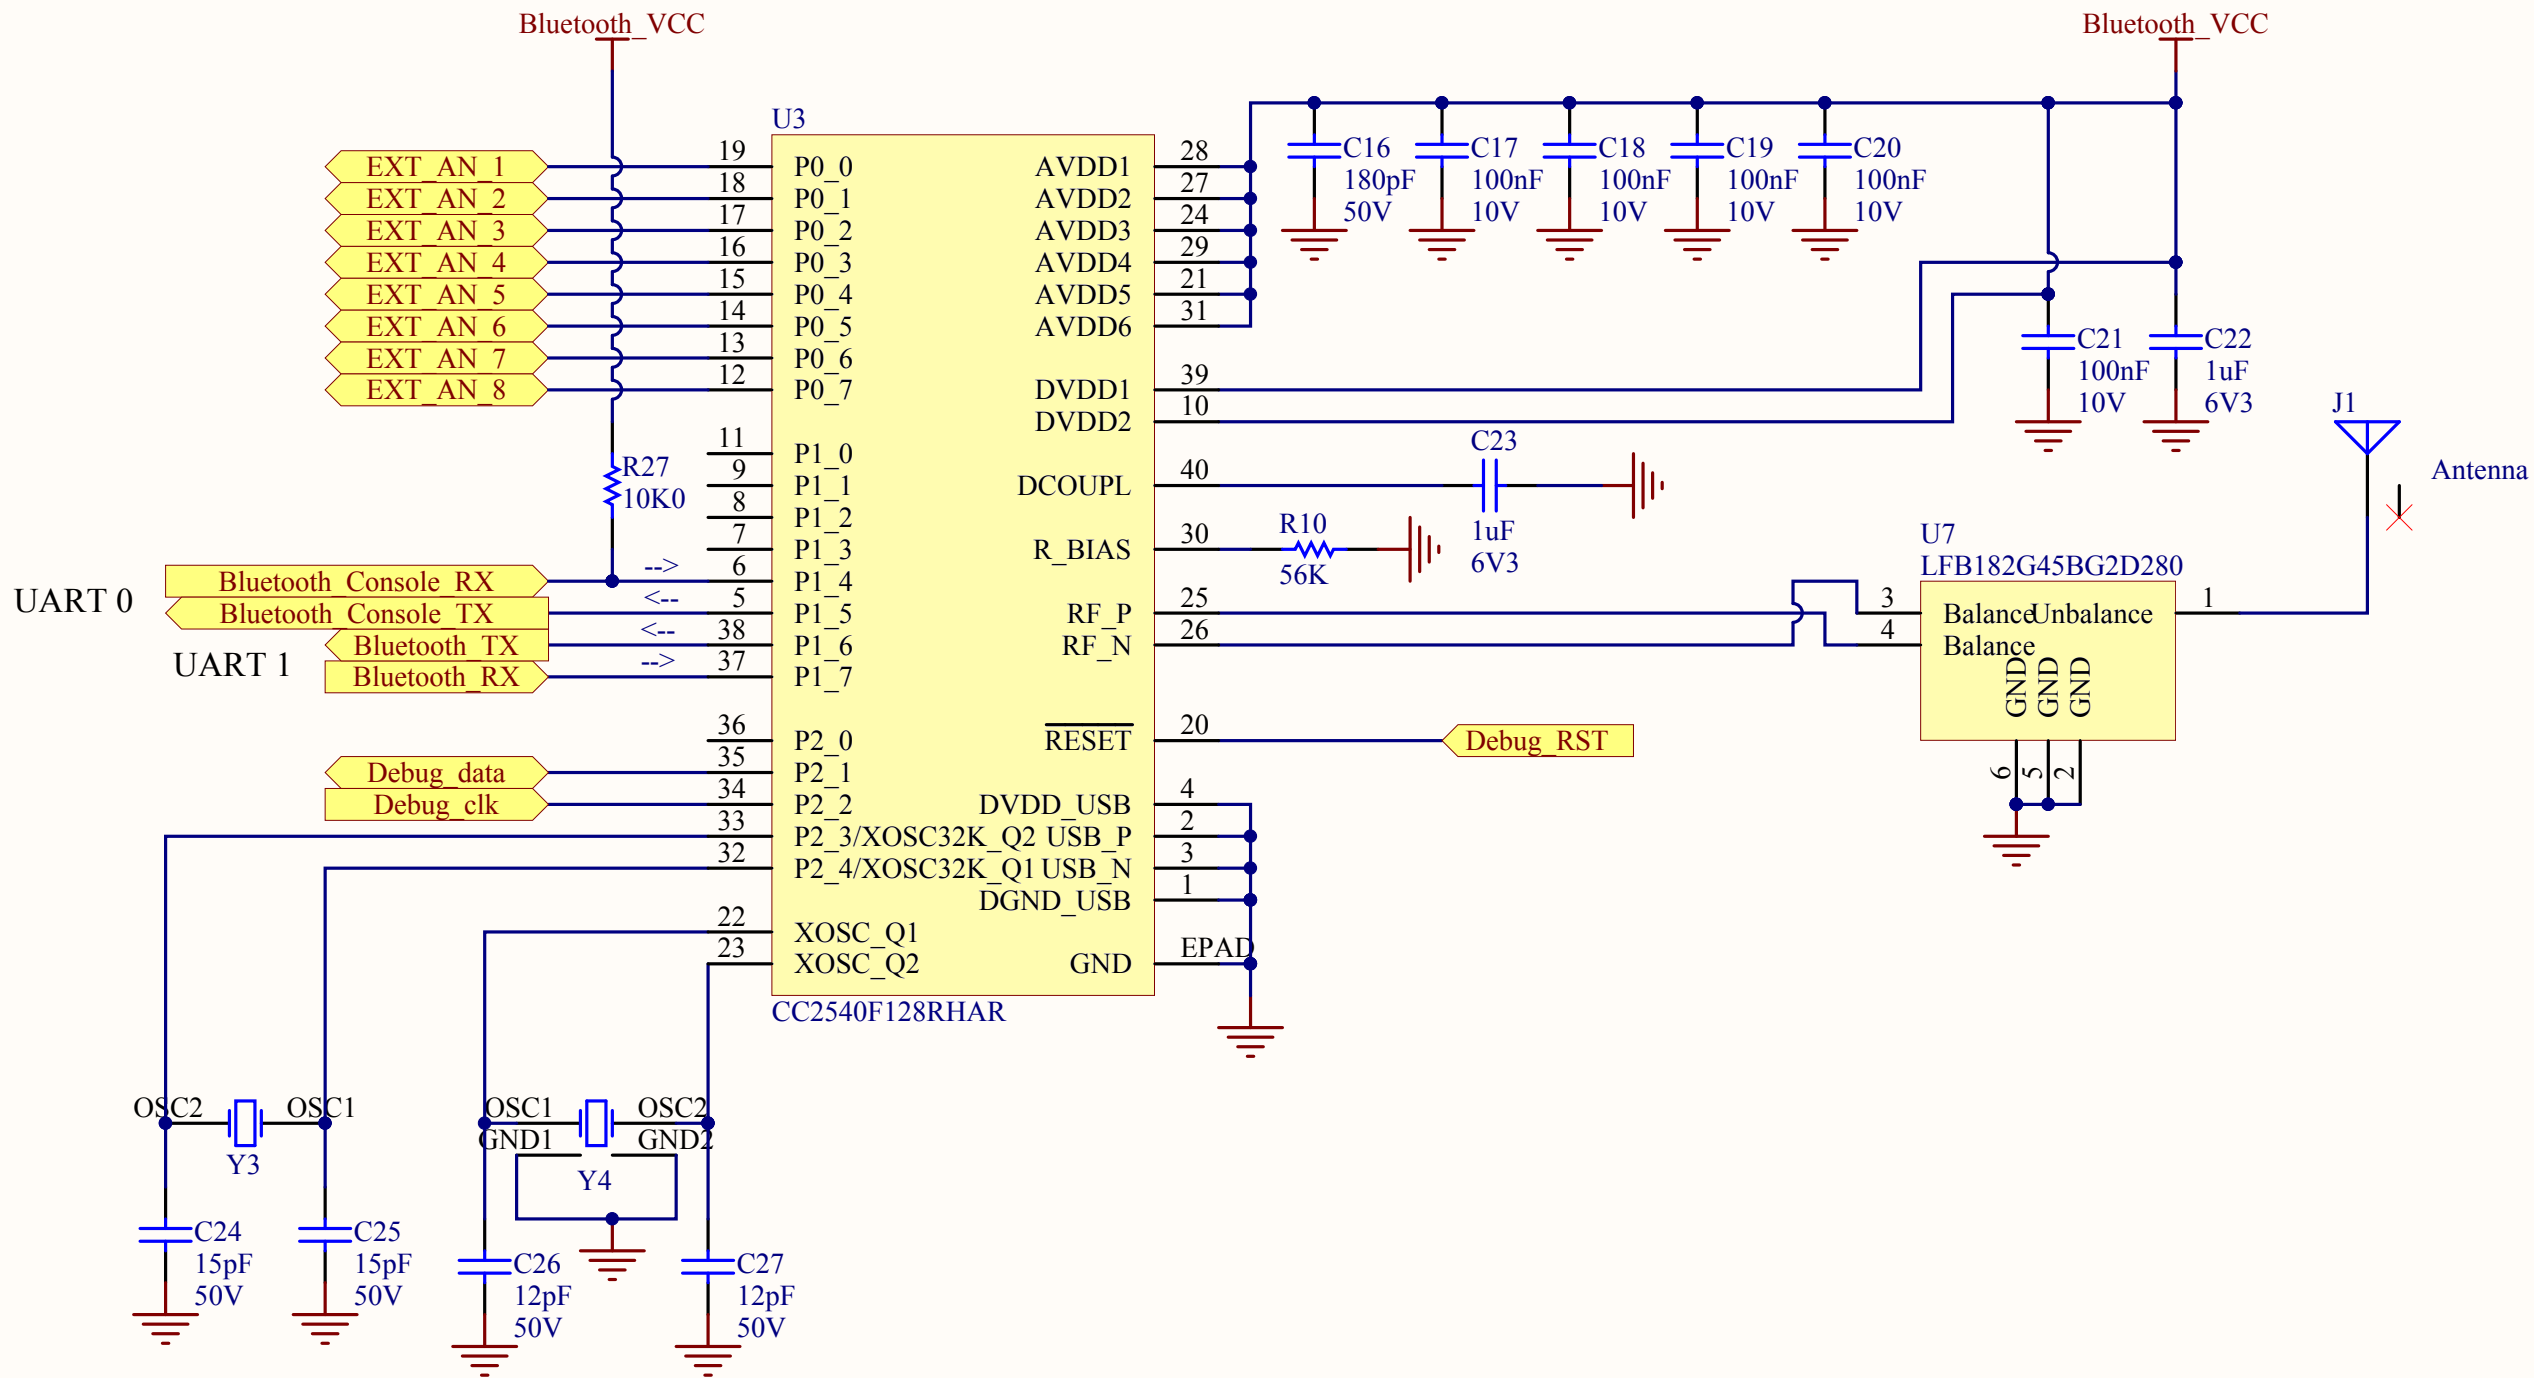 Bluetooth_VCC
Bluetooth_VCC
U3
EXT_AN_1
EXT_AN_2
EXT_AN_3
EXT_AN_4
EXT_AN_5
EXT_AN_6
EXT_AN_7
EXT_AN_8
19
18
17
16
15
14
13
12
P0_0
P0_1
P0_2
P0_3
P0_4
P0_5
P0_6
P0_7
AVDD1
AVDD2
AVDD3
AVDD4
AVDD5
AVDD6
28
27
24
29
21
31
C16
180pF
50V
C17
100nF
10V
C18
100nF
10V
C19
100nF
10V
C20
100nF
10V
C21
100nF
10V
C22
1uF
6V3
DVDD1
DVDD2
39
10
R27
10K0
11
9
8
7
6
5
38
37
P1_0
P1_1
P1_2
P1_3
P1_4
P1_5
P1_6
P1_7
DCOUPL
40
C23
1uF
6V3
R_BIAS
30
R10
56K
RF_P
RF_N
25
26
J1
Antenna
U7
LFB182G45BG2D280
3
4
Balance
Balance
Unbalance
1
GND
GND
GND
6
5
2
UART 0
Bluetooth_Console_RX
-->
Bluetooth_Console_TX
<--
UART 1
Bluetooth_TX
<--
Bluetooth_RX
-->
36
35
34
33
32
P2_0
P2_1
P2_2
P2_3/XOSC32K_Q2
P2_4/XOSC32K_Q1
Debug_data
Debug_clk
RESET
20
Debug_RST
DVDD_USB
USB_P
USB_N
DGND_USB
4
2
3
1
22
23
XOSC_Q1
XOSC_Q2
GND
EPAD
CC2540F128RHAR
OSC2
OSC1
Y3
OSC1
OSC2
GND1
GND2
Y4
C24
15pF
50V
C25
15pF
50V
C26
12pF
50V
C27
12pF
50V